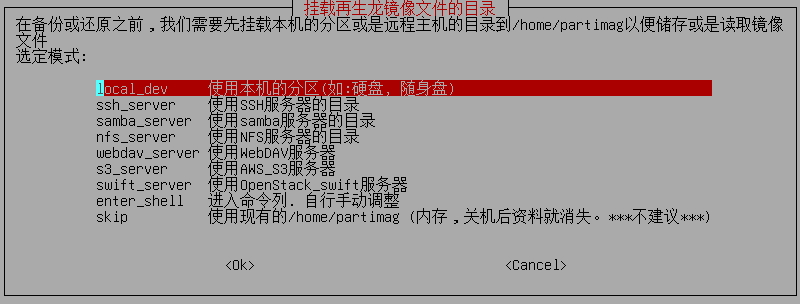 挂载再生龙镜像文件的目录
在备份或还原之前,我们需要先挂载本机的分区或是远程主机的目录到/home/partimag以便储存或是读取镜像
文件
选定模式:
local_dev 使用本机的分区(如:硬盘, 随身盘)
ssh_server 使用SSH服务器的目录
samba_server 使用samba服务器的目录
nfs_server 使用NFS服务器的目录
webdav_server 使用WebDAV服务器
s3_server 使用AWS_S3服务器
swift_server 使用OpenStack_swift服务器
enter_shell 进入命令列. 自行手动调整
skip 使用现有的/home/partimag (内存,关机后资料就消失。***不建议***)
<Ok> <Cancel>